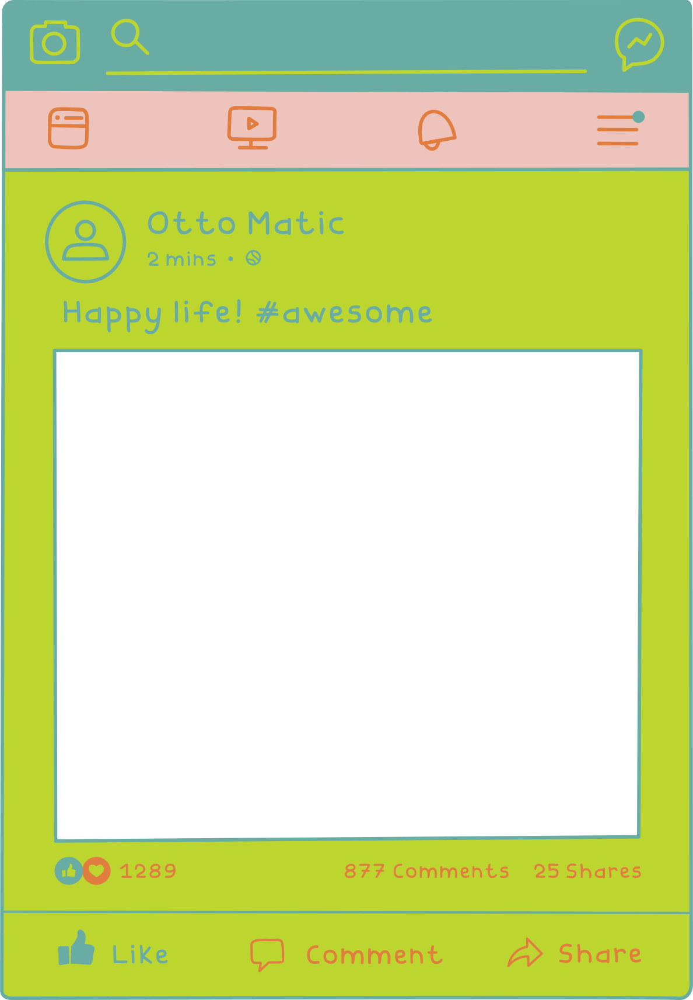 Otto Matic
2 mins •
Happy life! #awesome
1289 877 Comments 25 Shares
Like Comment Share